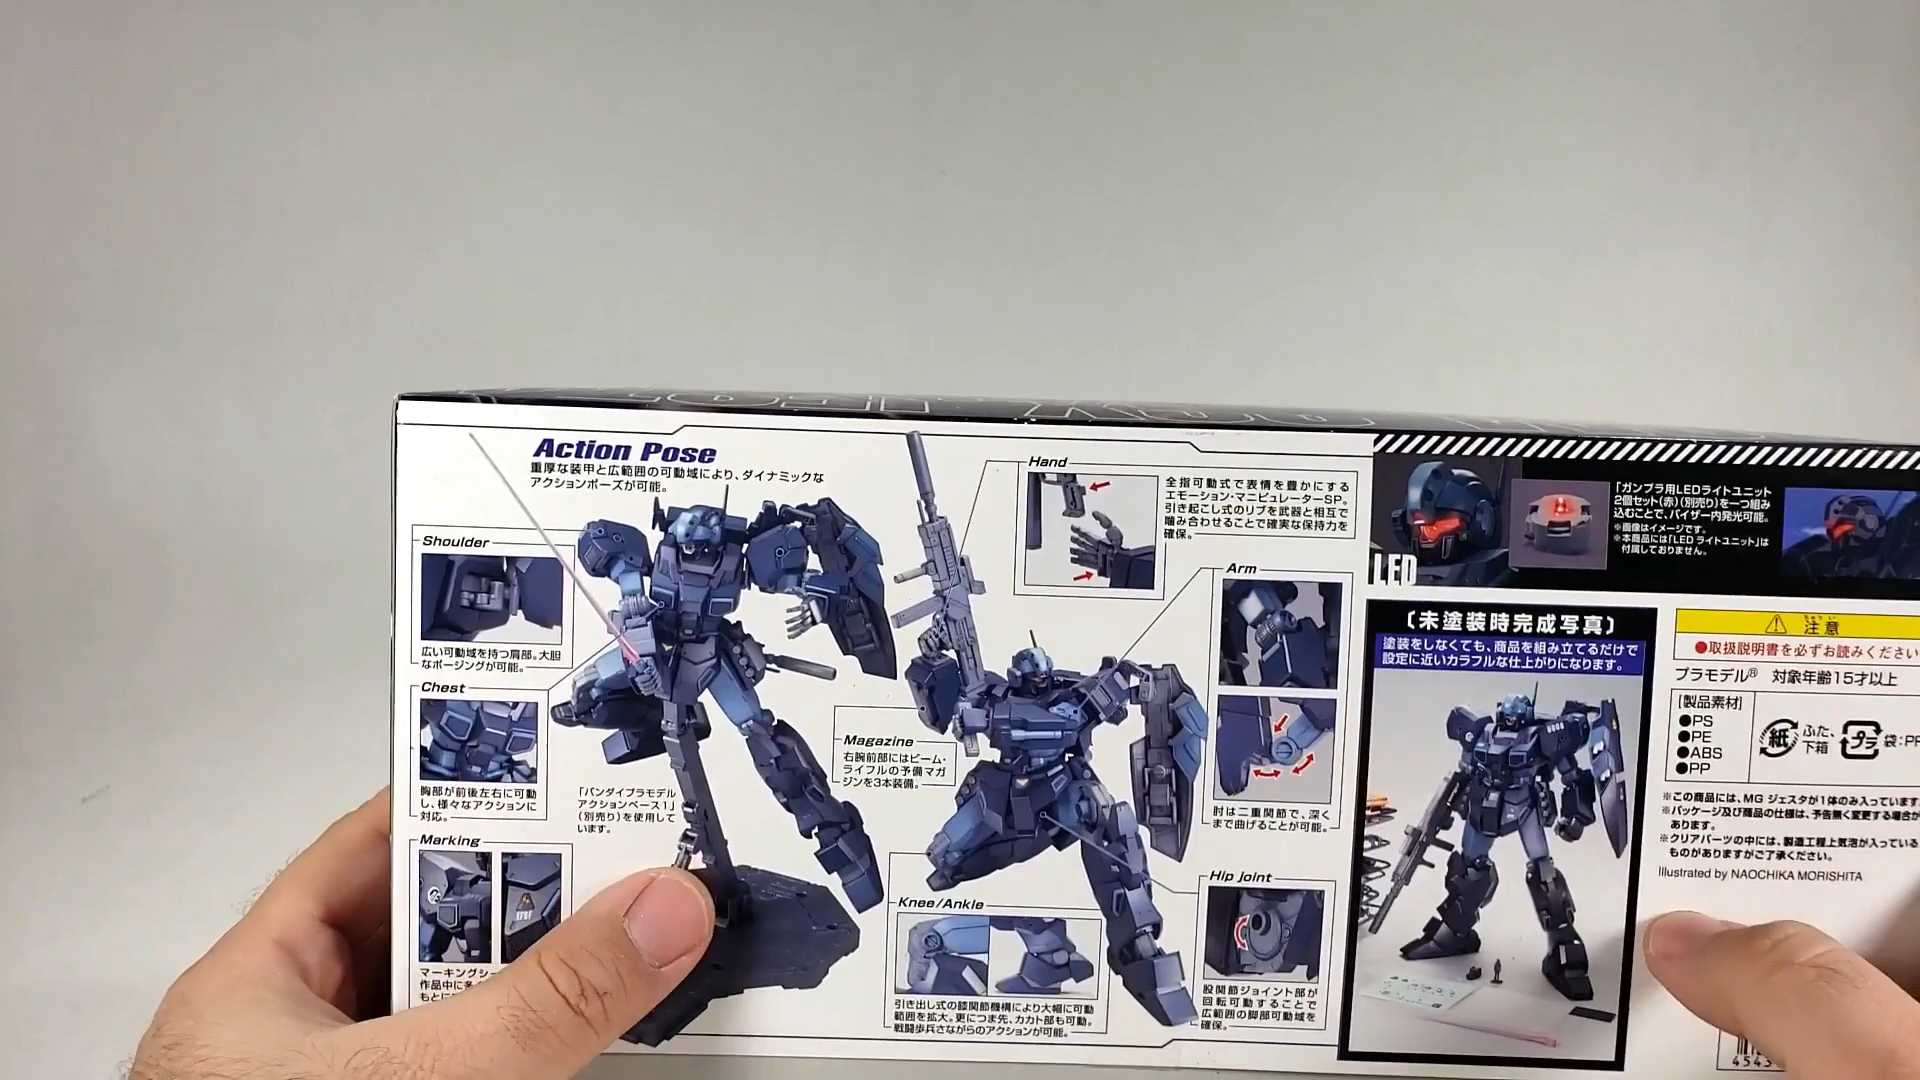 Action Pose
重厚な装甲と広範囲の可動域により、ダイナミックな
アクションポーズが可能。
Shoulder
広い可動域を持つ肩部。大胆
なポージングが可能。
Chest
胸部が前後左右に可動
し、様々なアクションに
対応。
Marking
マーキングシー
作品中に
もとに
「バンダイプラモデル
アクションベース1」
(別売り)を使用して
います。
Hand
全指可動式で表情を豊かにする
エモーション・マニピュレーターSP。
引き起こし式のリブを武器と相互で
噛み合わせることで確実な保持力を
確保。
Magazine
右腕前部にはビーム・
ライフルの予備マガ
ジンを3本装備。
Arm
肘は二重関節で、深く
まで曲げることが可能。
Knee/Ankle
引き出し式の膝関節機構により大幅に可動
範囲を拡大。更につま先、カカト部も可動。
戦闘歩兵さながらのアクションが可能。
Hip joint
股関節ジョイント部が
回転可動することで
広範囲の脚部可動域を
確保。
LED
「ガンプラ用LEDライトユニット
2個セット(赤)(別売り)を一つ組み
込むことで、バイザー内発光可能。
※画像はイメージです。
※本商品には「LED ライトユニット」は
付属しておりません。
〔未塗装時完成写真〕
塗装をしなくても、商品を組み立てるだけで
設定に近いカラフルな仕上がりになります。
注意
●取扱説明書を必ずお読みください
プラモデル® 対象年齢15才以上
[製品素材]
●PS
●PE
●ABS
●PP
紙 ふた、
下箱
プラ 袋:PP
※この商品には、MG ジェスタが1体のみ入っています。
※パッケージ及び商品の仕様は、予告無く変更する場合が
あります。
※クリアパーツの中には、製造工程上気泡が入っている
ものがありますがご了承ください。
Illustrated by NAOCHIKA MORISHITA